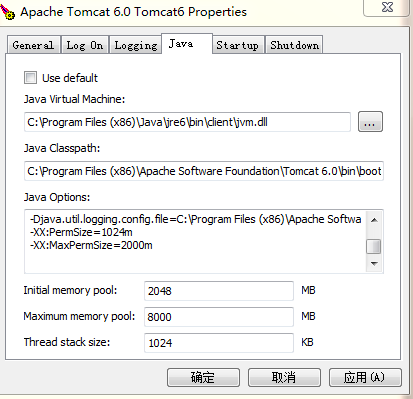 Apache Tomcat 6.0 Tomcat6 Properties
General Log On Logging Java Startup Shutdown
Use default
Java Virtual Machine:
C:\Program Files (x86)\Java\jre6\bin\client\jvm.dll
...
Java Classpath:
C:\Program Files (x86)\Apache Software Foundation\Tomcat 6.0\bin\boot
Java Options:
-Djava.util.logging.config.file=C:\Program Files (x86)\Apache Softwa
-XX:PermSize=1024m
-XX:MaxPermSize=2000m
Initial memory pool: 2048 MB
Maximum memory pool: 8000 MB
Thread stack size: 1024 KB
确定 取消 应用(A)